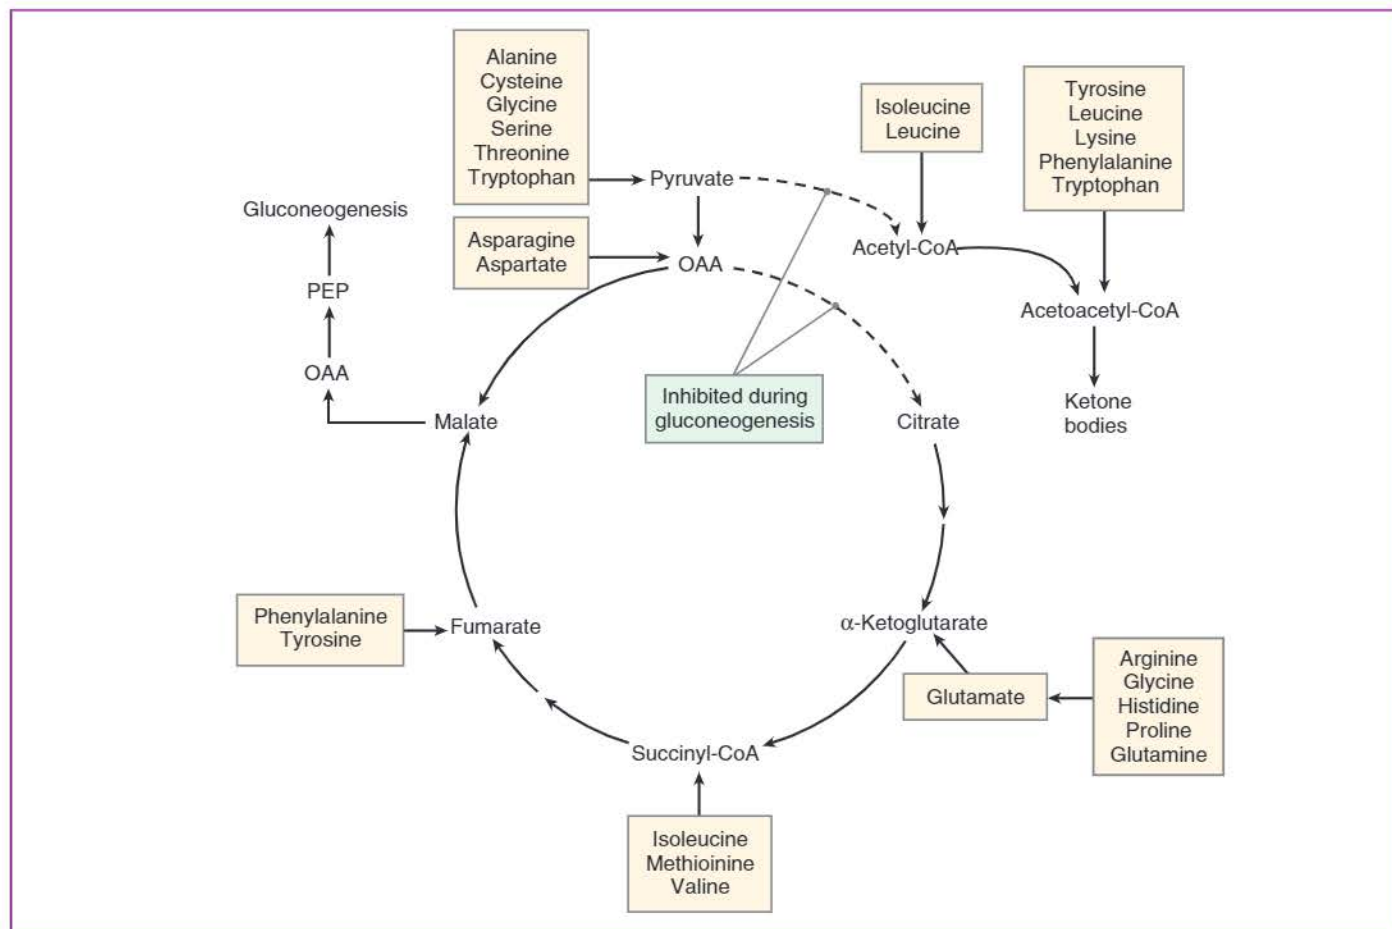 Alanine
Cysteine
Glycine
Serine
Threonine
Tryptophan
Isoleucine
Leucine
Tyrosine
Leucine
Lysine
Phenylalanine
Tryptophan
Pyruvate
Gluconeogenesis
Asparagine
Aspartate
OAA
Acetyl-CoA
PEP
Acetoacetyl-CoA
OAA
Inhibited during
gluconeogenesis
Malate
Citrate
Ketone
bodies
Phenylalanine
Tyrosine
Fumarate
α-Ketoglutarate
Glutamate
Arginine
Glycine
Histidine
Proline
Glutamine
Succinyl-CoA
Isoleucine
Methioinine
Valine